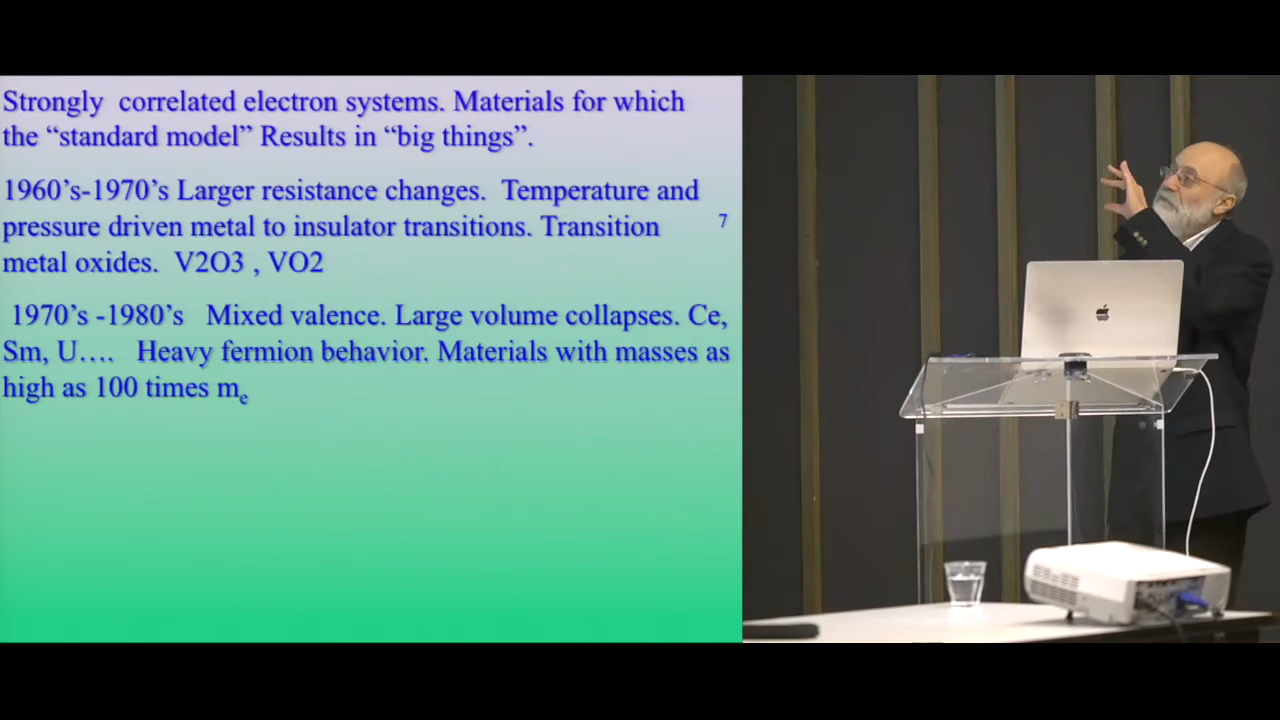 Strongly correlated electron systems. Materials for which
the “standard model” Results in “big things”.
1960’s-1970’s Larger resistance changes. Temperature and
pressure driven metal to insulator transitions. Transition
7
metal oxides. V2O3 , VO2
1970’s -1980’s Mixed valence. Large volume collapses. Ce,
Sm, U…. Heavy fermion behavior. Materials with masses as
high as 100 times me